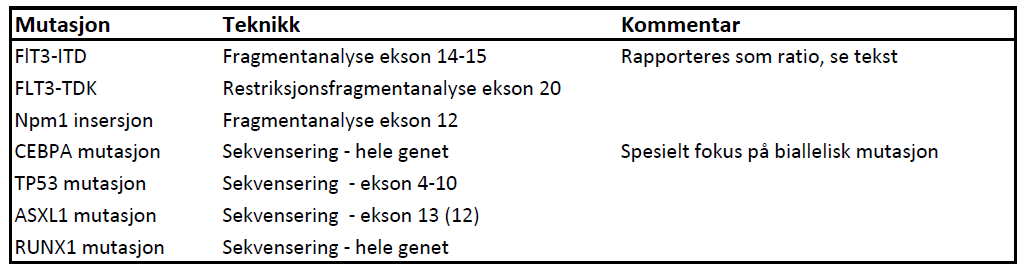 Mutasjon Teknikk Kommentar
FlT3-ITD Fragmentanalyse ekson 14-15 Rapporteres som ratio, se tekst
FLT3-TDK Restriksjonsfragmentanalyse ekson 20
Npm1 insersjon Fragmentanalyse ekson 12
CEBPA mutasjon Sekvensering - hele genet Spesielt fokus på biallelisk mutasjon
TP53 mutasjon Sekvensering - ekson 4-10
ASXL1 mutasjon Sekvensering - ekson 13 (12)
RUNX1 mutasjon Sekvensering - hele genet